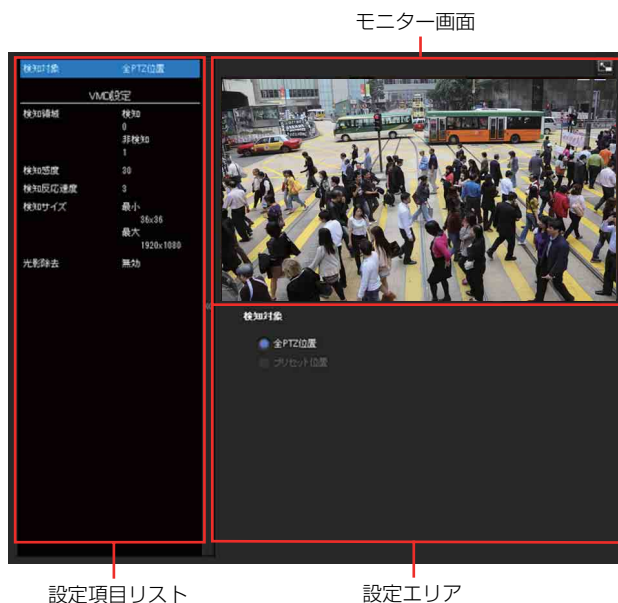 モニター画面
検知対象 全PTZ位置
VMD設定
検知領域 検知
0
非検知
1
検知感度 30
検知反応速度 3
検知サイズ 最小
36x36
最大
1920x1080
光影除去 無効
検知対象
全PTZ位置
プリセット位置
設定項目リスト 設定エリア